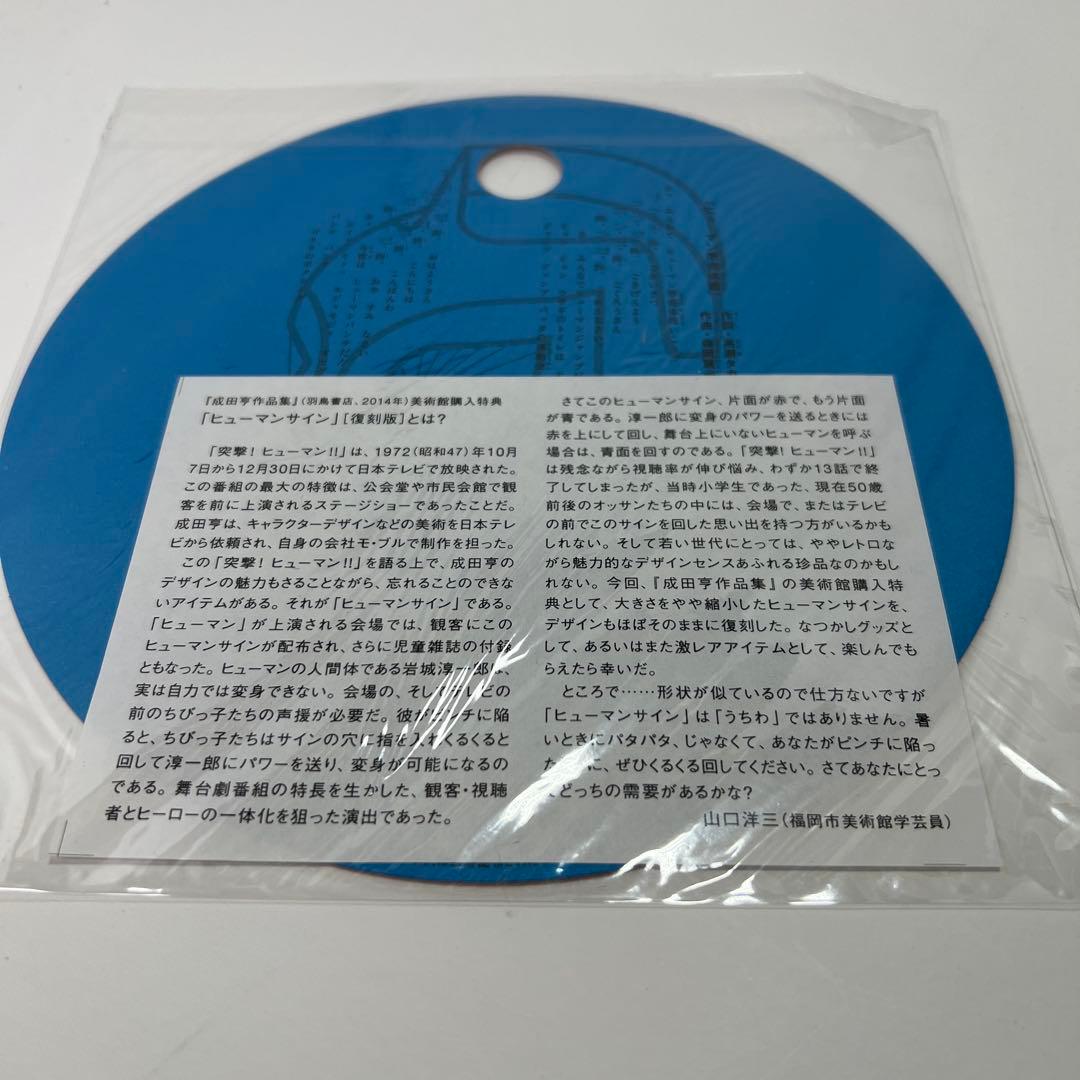 『成田亨作品集』(羽鳥書店、2014年)美術館購入特典
「ヒューマンサイン」[復刻版]とは?
「突撃! ヒューマン!!」は、1972(昭和47)年10月
7日から12月30日にかけて日本テレビで放映された。
この番組の最大の特徴は、公会堂や市民会館で観
客を前に上演されるステージショーであったことだ。
成田亨は、キャラクターデザインなどの美術を日本テレ
ビから依頼され、自身の会社モ・ブルで制作を担った。
この「突撃! ヒューマン!!」を語る上で、成田亨の
デザインの魅力もさることながら、忘れることのできな
いアイテムがある。それが「ヒューマンサイン」である。
「ヒューマン」が上演される会場では、観客にこの
ヒューマンサインが配布され、さらに児童雑誌の付録
ともなった。ヒューマンの人間体である岩城淳一郎は、
実は自力では変身できない。会場の、そしてテレビの
前のちびっ子たちの声援が必要だ。彼がピンチに陥
ると、ちびっ子たちはサインの穴に指を入れくるくると
回して淳一郎にパワーを送り、変身が可能になるの
である。舞台劇番組の特長を生かした、観客・視聴
者とヒーローの一体化を狙った演出であった。
さてこのヒューマンサイン、片面が赤で、もう片面
が青である。淳一郎に変身のパワーを送るときには
赤を上にして回し、舞台上にいないヒューマンを呼ぶ
場合は、青面を回すのである。「突撃! ヒューマン!!」
は残念ながら視聴率が伸び悩み、わずか13話で終
了してしまったが、当時小学生であった、現在50歳
前後のオッサンたちの中には、会場で、またはテレビ
の前でこのサインを回した思い出を持つ方がいるかも
しれない。そして若い世代にとっては、ややレトロな
がら魅力的なデザインセンスあふれる珍品なのかもし
れない。今回、『成田亨作品集』の美術館購入特
典として、大きさをやや縮小したヒューマンサインを、
デザインもほぼそのままに復刻した。なつかしグッズと
して、あるいはまた激レアアイテムとして、楽しんでも
らえたら幸いだ。
ところで……形状が似ているので仕方ないですが
「ヒューマンサイン」は「うちわ」ではありません。暑
いときにパタパタ、じゃなくて、あなたがピンチに陥っ
た に、ぜひくるくる回してください。さてあなたにとっ
てどっちの需要があるかな?
山口洋三(福岡市美術館学芸員)